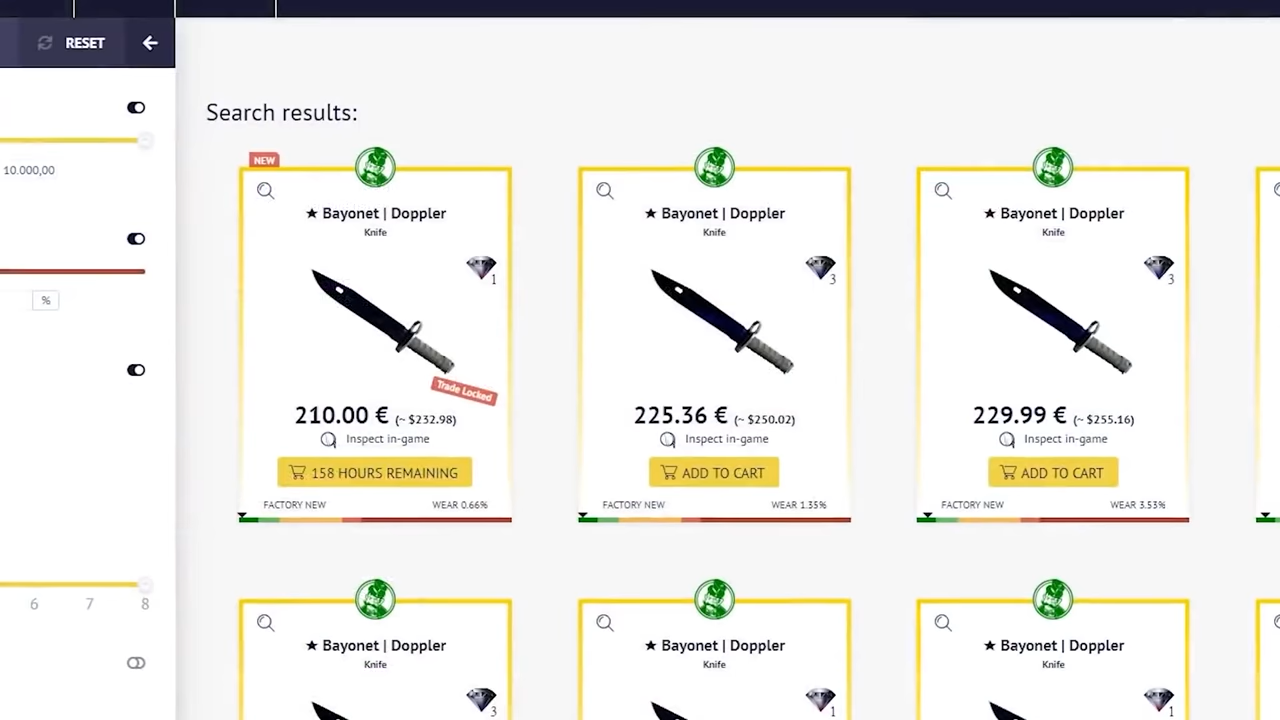 RESET
10.000,00
%
6 7 8
Search results:
NEW
★ Bayonet | Doppler
Knife
1
Trade Locked
210.00 € (~ $232.98)
Inspect in-game
158 HOURS REMAINING
FACTORY NEW WEAR 0.66%
★ Bayonet | Doppler
Knife
3
225.36 € (~ $250.02)
Inspect in-game
ADD TO CART
FACTORY NEW WEAR 1.35%
★ Bayonet | Doppler
Knife
3
229.99 € (~ $255.16)
Inspect in-game
ADD TO CART
FACTORY NEW WEAR 3.53%
★ Bayonet | Doppler
Knife
3
★ Bayonet | Doppler
Knife
1
★ Bayonet | Doppler
Knife
1